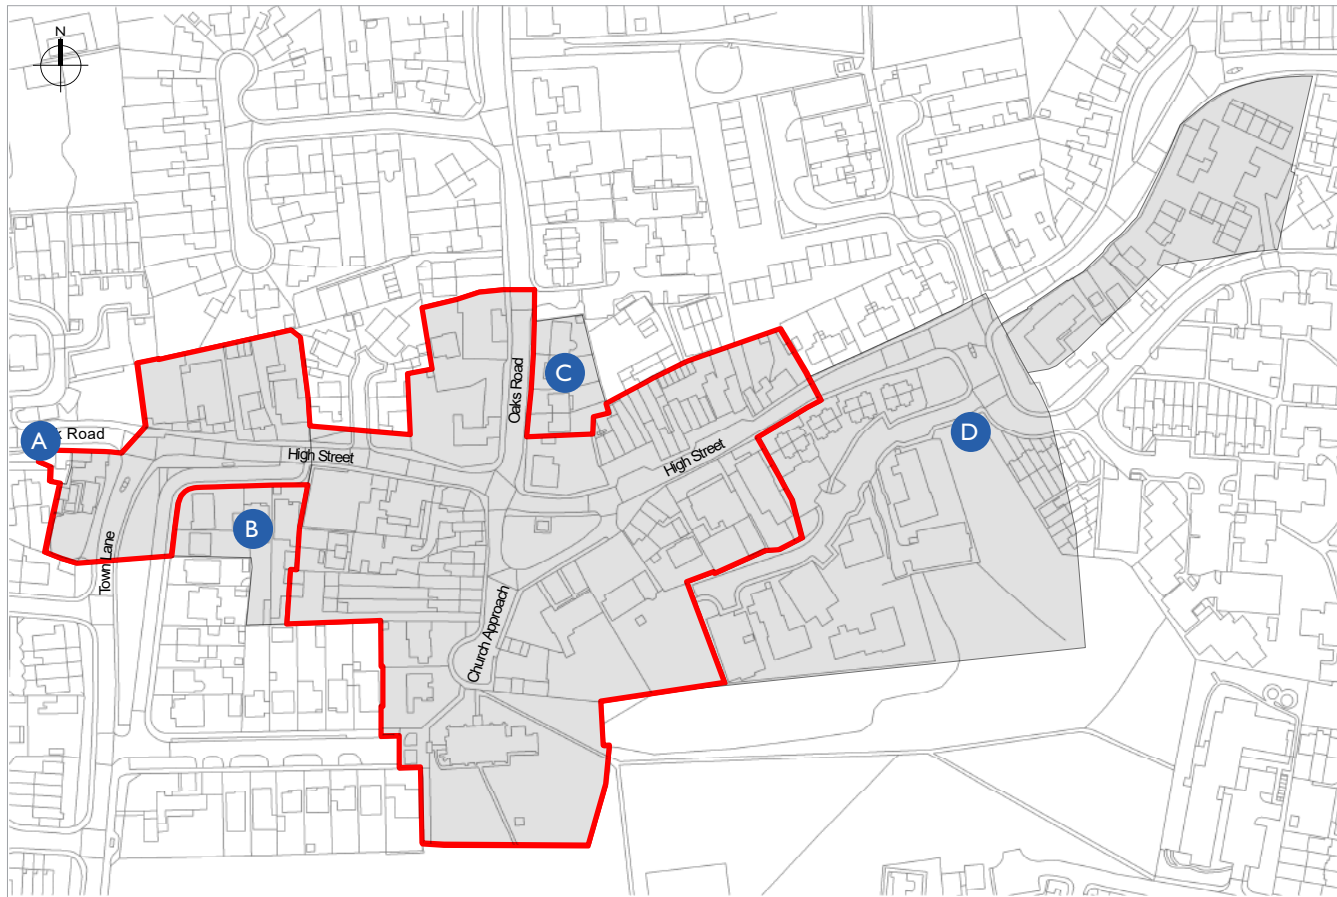 N
Oaks Road
C
A
k Road
High Street
High Street
D
B
Town Lane
Church Approach